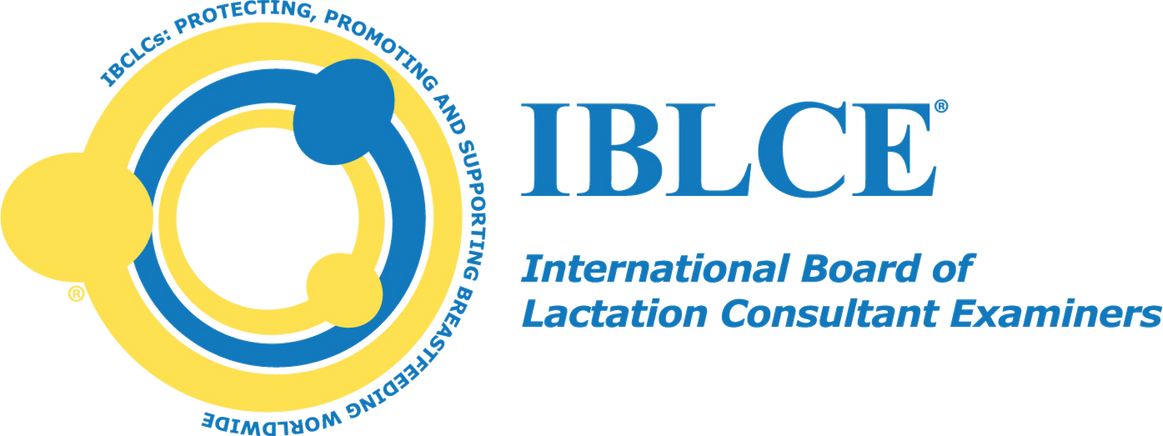 IBCLCs: PROTECTING, PROMOTING AND SUPPORTING BREASTFEEDING WORLDWIDE
®
IBLCE®
International Board of
Lactation Consultant Examiners